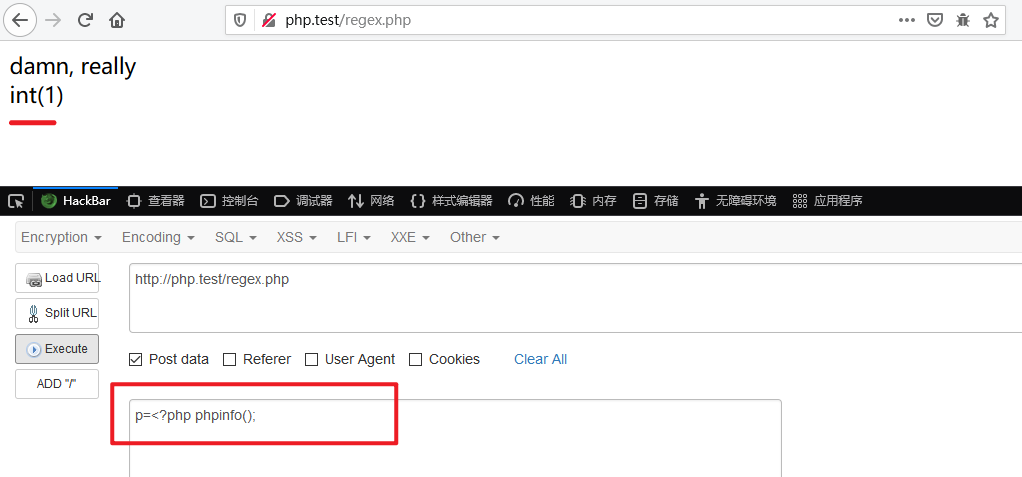 php.test/regex.php
damn, really
int(1)
HackBar 查看器 控制台 调试器 网络 样式编辑器 性能 内存 存储 无障碍环境 应用程序
Encryption Encoding SQL XSS LFI XXE Other
Load URL
http://php.test/regex.php
Split URL
Execute
Post data Referer User Agent Cookies Clear All
ADD "/"
p=<?php phpinfo();